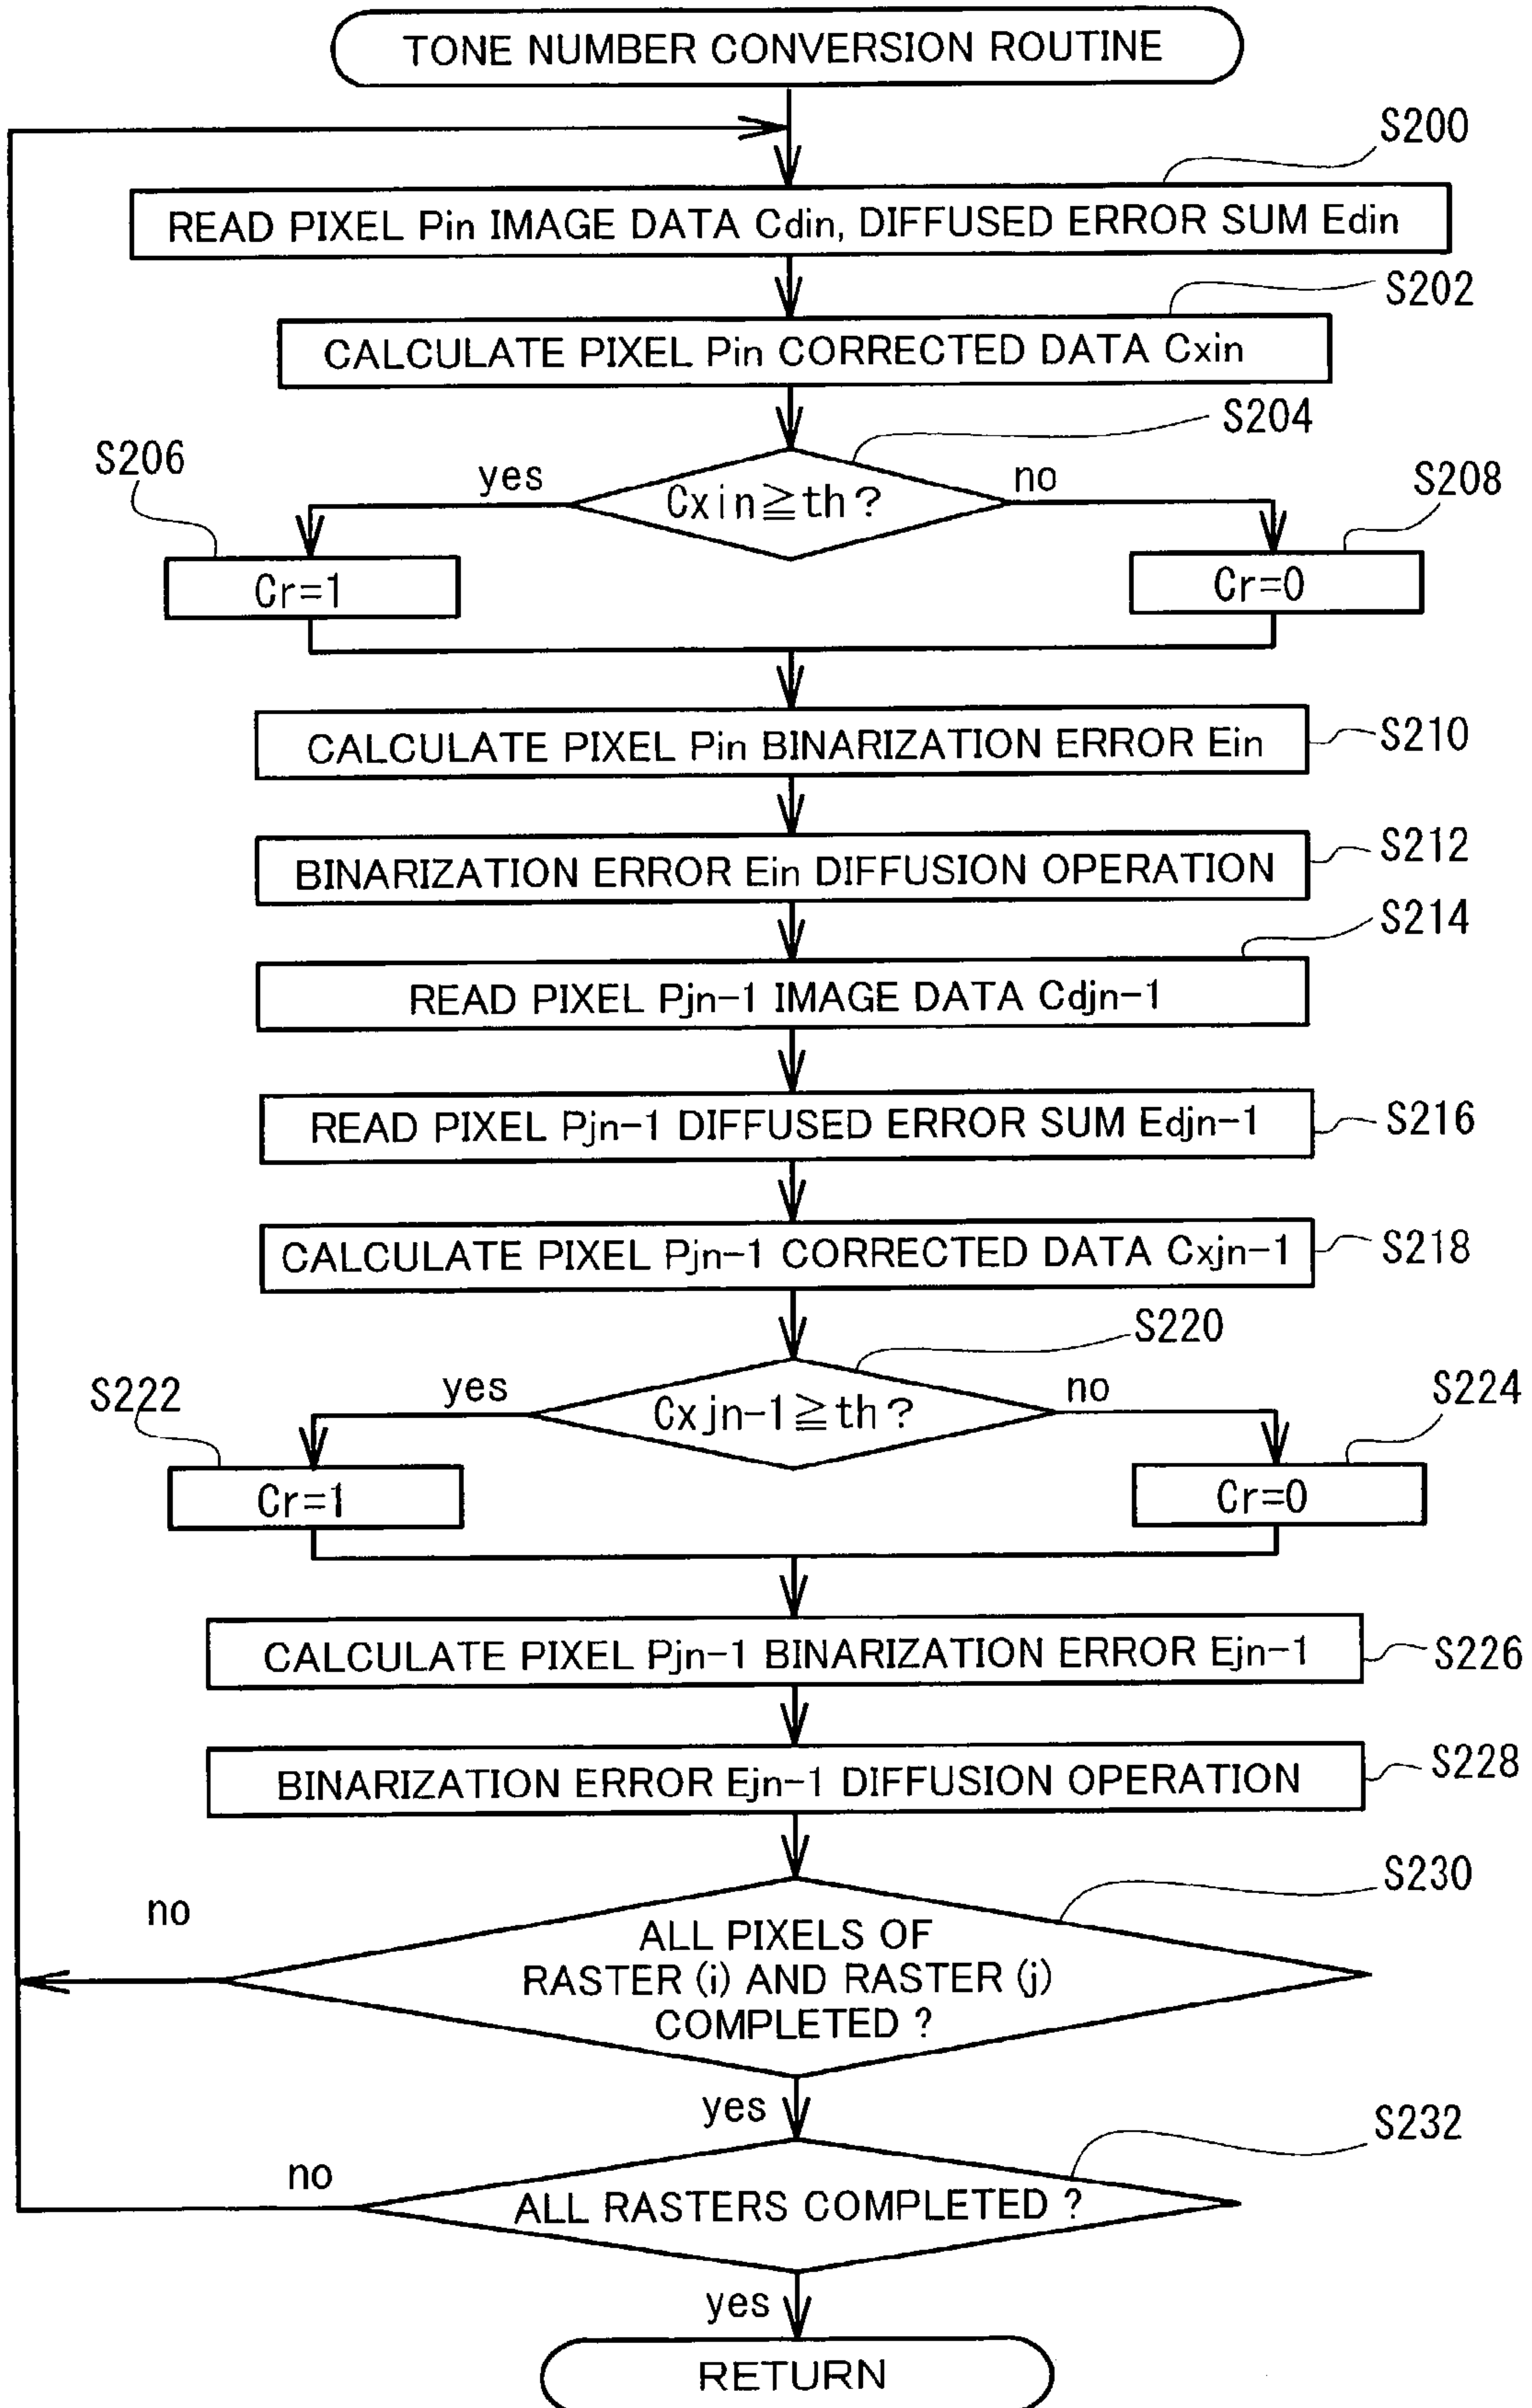 TONE NUMBER CONVERSION ROUTINE
S200
READ PIXEL Pin IMAGE DATA Cdin, DIFFUSED ERROR SUM Edin
S202
CALCULATE PIXEL Pin CORRECTED DATA Cxin
S204
S206
yes
Cxin≧th?
no
S208
Cr=1
Cr=0
CALCULATE PIXEL Pin BINARIZATION ERROR Ein
S210
BINARIZATION ERROR Ein DIFFUSION OPERATION
S212
S214
READ PIXEL Pjn-1 IMAGE DATA Cdjn-1
READ PIXEL Pjn-1 DIFFUSED ERROR SUM Edjn-1
S216
CALCULATE PIXEL Pjn-1 CORRECTED DATA Cxjn-1
S218
S220
S222
yes
Cxjn-1≧th?
no
S224
Cr=1
Cr=0
CALCULATE PIXEL Pjn-1 BINARIZATION ERROR Ejn-1
S226
BINARIZATION ERROR Ejn-1 DIFFUSION OPERATION
S228
S230
no
ALL PIXELS OF
RASTER (i) AND RASTER (j)
COMPLETED ?
yes
S232
no
ALL RASTERS COMPLETED ?
yes
RETURN